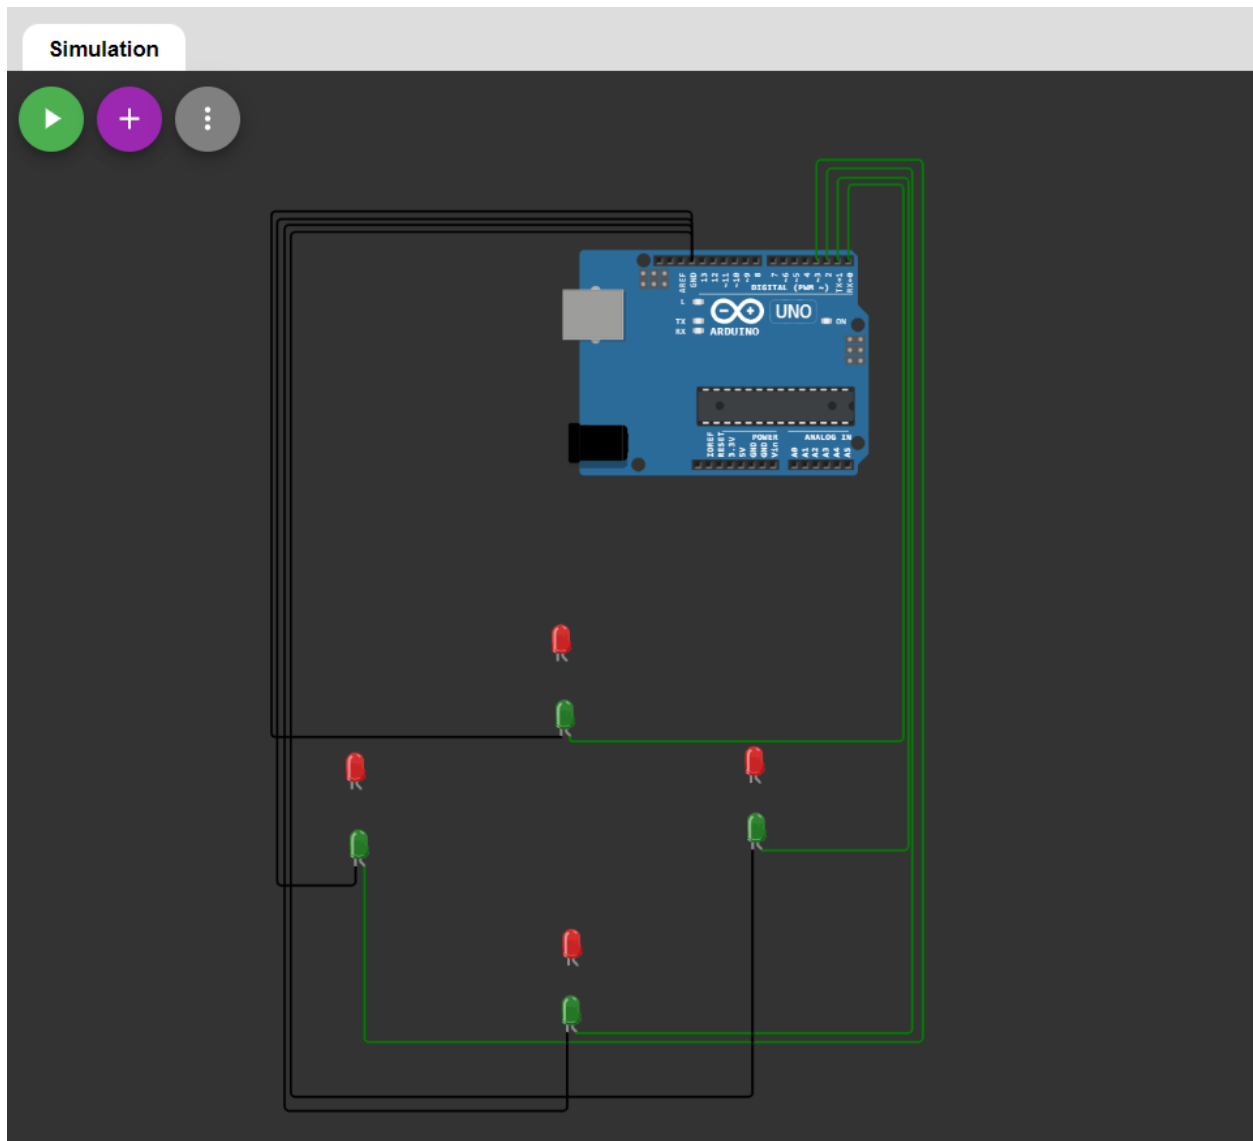 Simulation
AREF
GND
13
12
~11
~10
~9
8
7
~6
~5
4
~3
2
TX→1
RX←0
DIGITAL (PWM ~)
L
TX
RX
ARDUINO
UNO
ON
POWER
ANALOG IN
IOREF
RESET
3.3V
5V
GND
GND
Vin
A0
A1
A2
A3
A4
A5